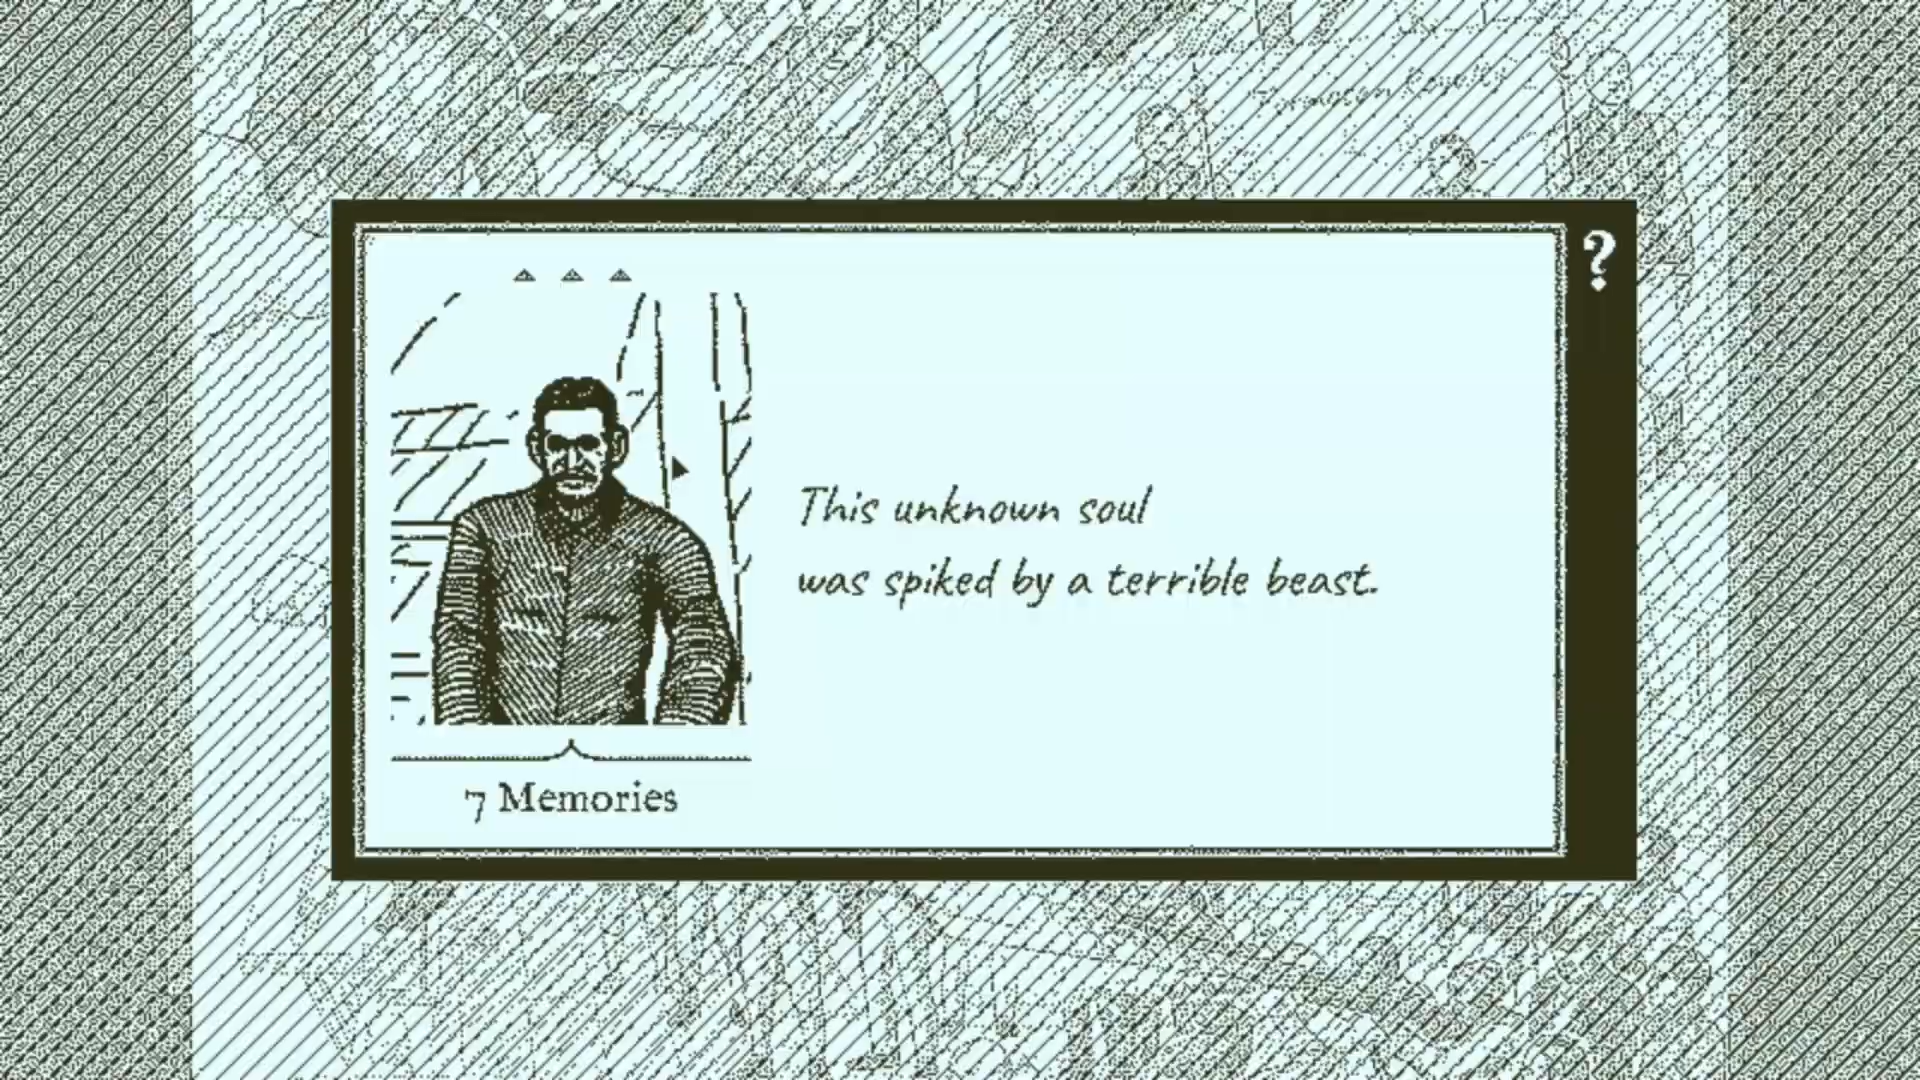 ?
This unknown soul
was spiked by a terrible beast.
7 Memories